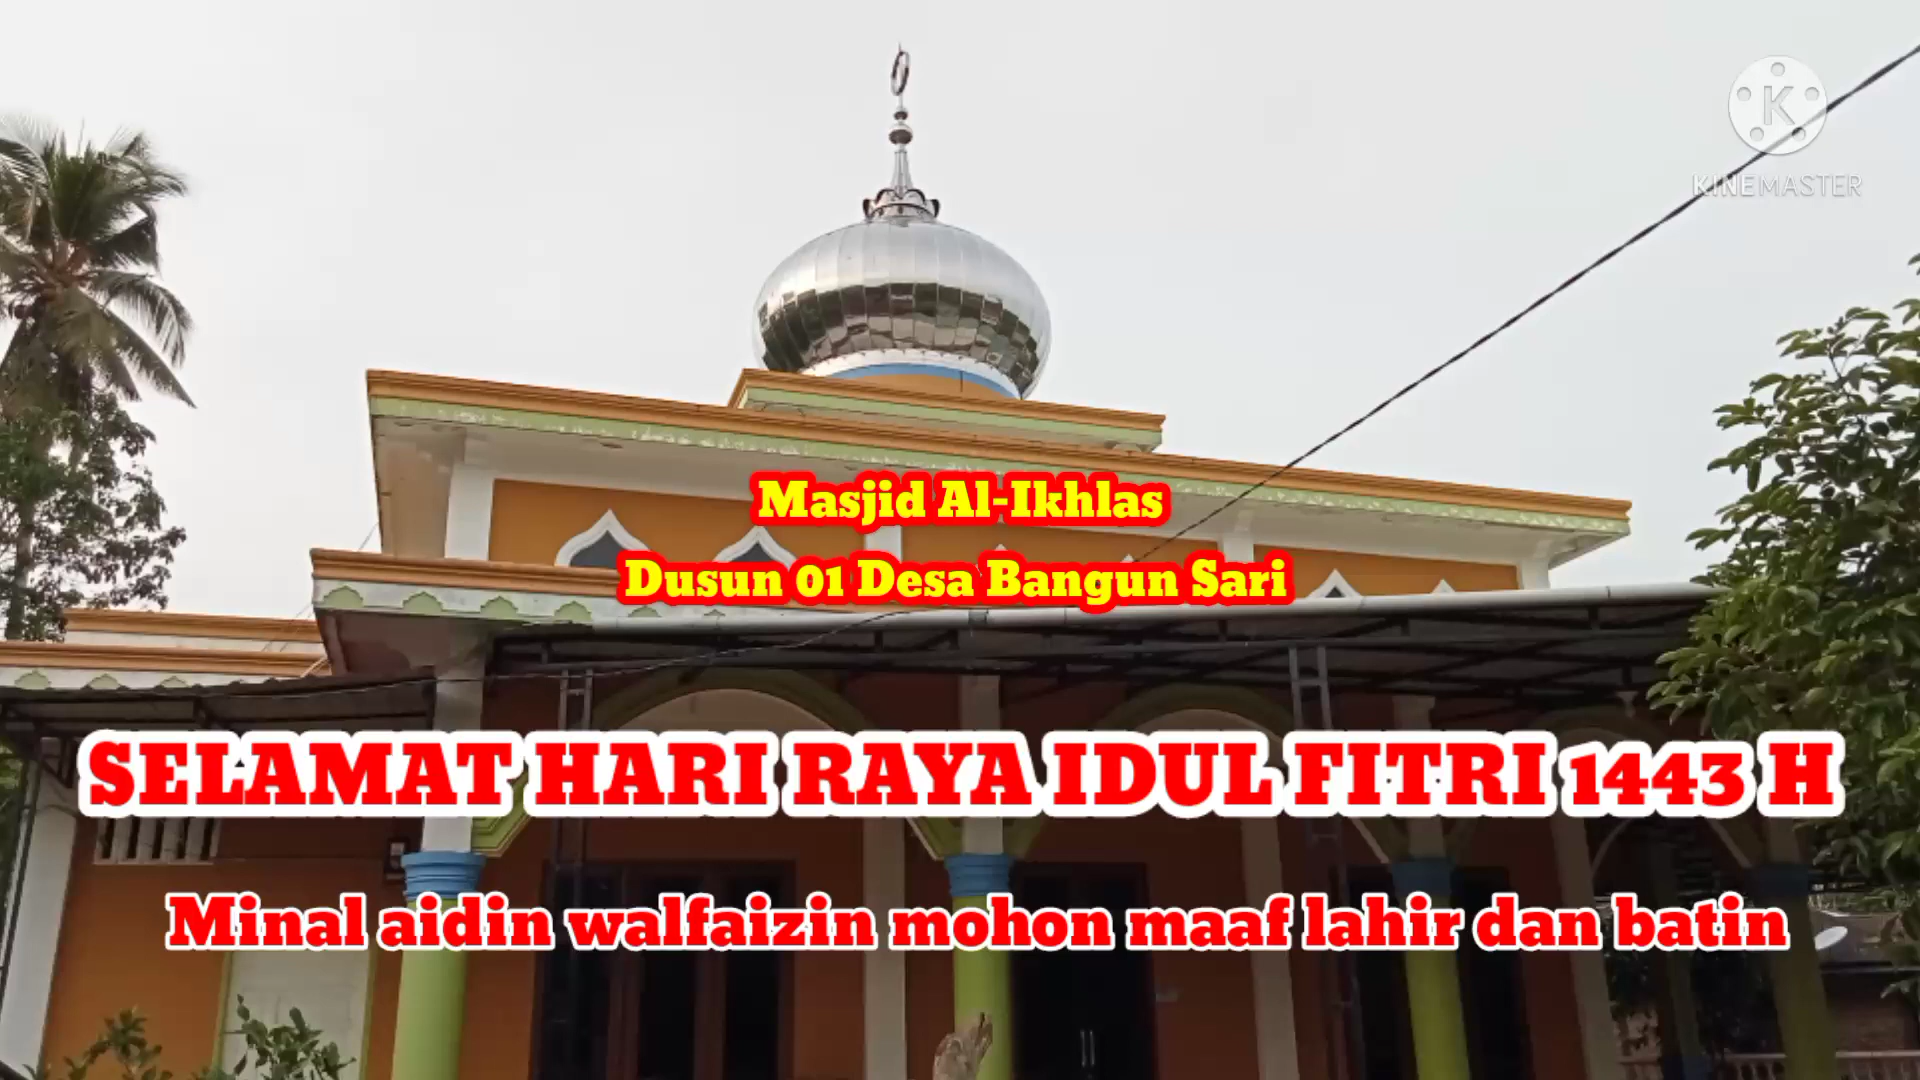 K
KINEMASTER
Masjid Al-Ikhlas
Dusun 01 Desa Bangun Sari
SELAMAT HARI RAYA IDUL FITRI 1443 H
Minal aidin walfaizin mohon maaf lahir dan batin